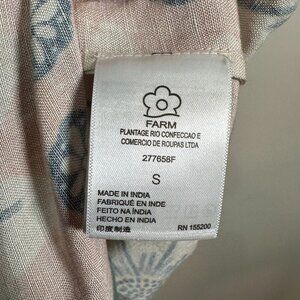 FARM
PLANTAGE RIO CONFECCAO E
COMERCIO DE ROUPAS LTDA
277658F
S
MADE IN INDIA
FABRIQUÉ EN INDE
FEITO NA ÍNDIA
HECHO EN INDIA
印度制造
RN 155200